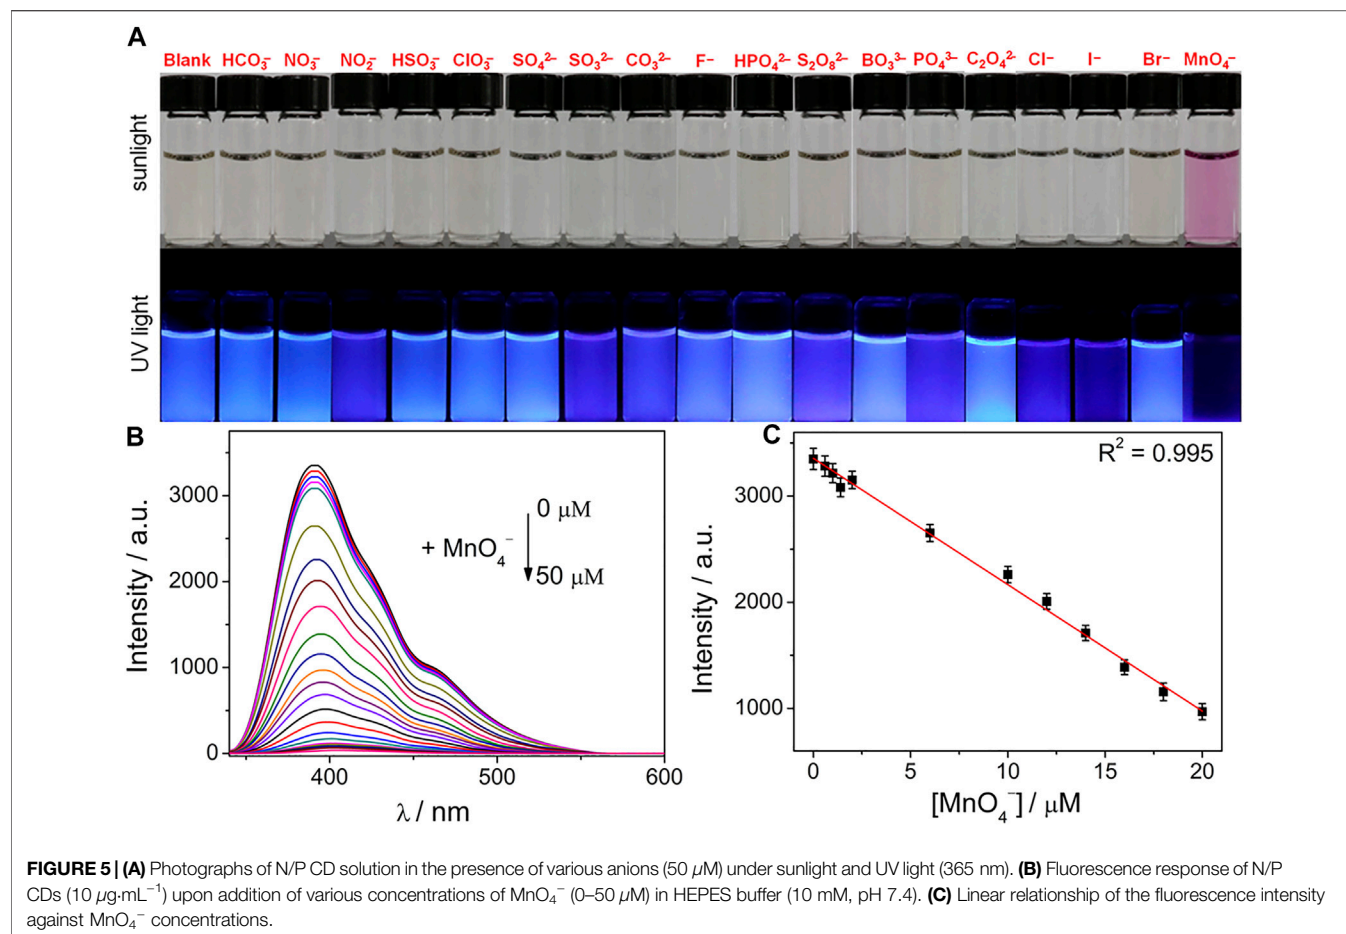 A
Blank HCO₃⁻ NO₃⁻ NO₂⁻ HSO₃⁻ ClO₃⁻ SO₄²⁻ SO₃²⁻ CO₃²⁻ F⁻ HPO₄²⁻ S₂O₈²⁻ BO₃³⁻ PO₄³⁻ C₂O₄²⁻ Cl⁻ I⁻ Br⁻ MnO₄⁻
sunlight
UV light
B
Intensity / a.u.
3000
2000
1000
0
+ MnO₄⁻
0 µM
50 µM
400 500 600
λ / nm
C
R² = 0.995
Intensity / a.u.
3000
2000
1000
0 5 10 15 20
[MnO₄⁻] / µM
FIGURE 5 | (A) Photographs of N/P CD solution in the presence of various anions (50 µM) under sunlight and UV light (365 nm). (B) Fluorescence response of N/P
CDs (10 µg·mL⁻¹) upon addition of various concentrations of MnO₄⁻ (0–50 µM) in HEPES buffer (10 mM, pH 7.4). (C) Linear relationship of the fluorescence intensity
against MnO₄⁻ concentrations.